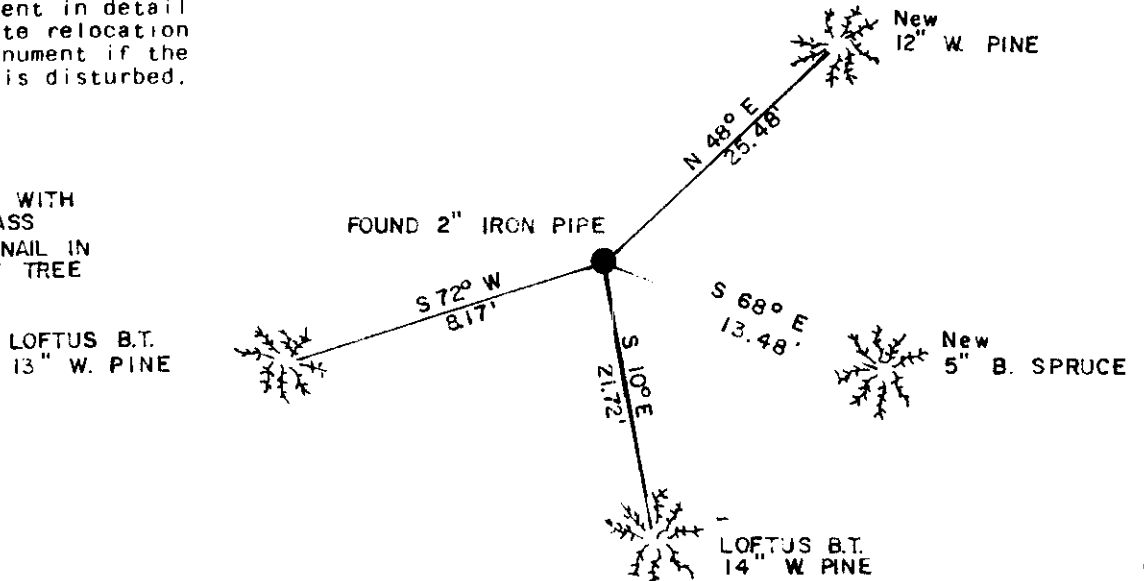 ent in detail
te relocation
nument if the
is disturbed.
New
12" W. PINE
N 48° E
25.48'
WITH
ASS
NAIL IN
TREE
FOUND 2" IRON PIPE
S 72° W
8.17'
S 68° E
13.48'
LOFTUS B.T.
13" W. PINE
New
5" B. SPRUCE
S 10° E
21.72'
LOFTUS B.T.
14" W. PINE